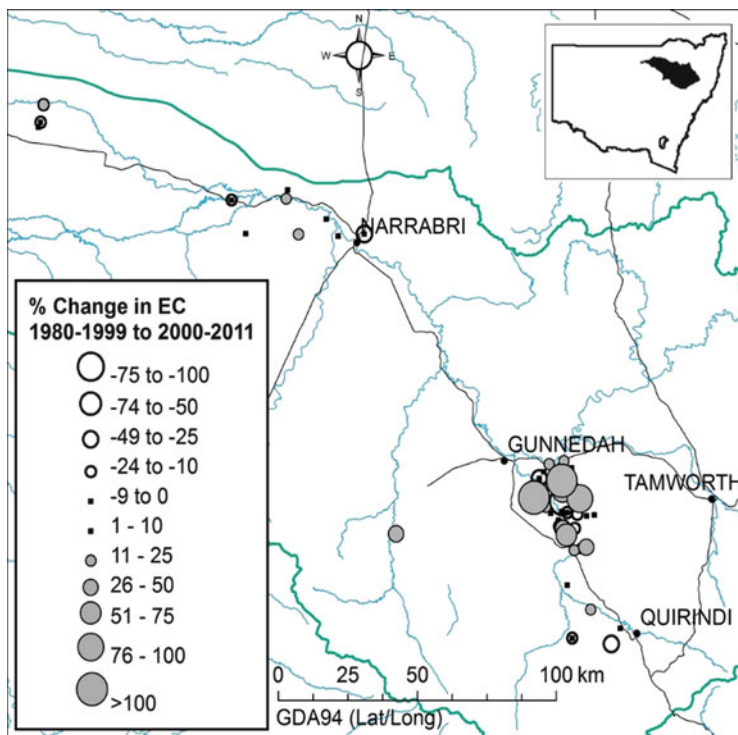 N
W E
S
NARRABRI
% Change in EC
1980-1999 to 2000-2011
-75 to -100
-74 to -50
-49 to -25
-24 to -10
-9 to 0
1 - 10
11 - 25
26 - 50
51 - 75
76 - 100
>100
GUNNEDAH
TAMWORTH
QUIRINDI
0 25 50 100 km
GDA94 (Lat/Long)